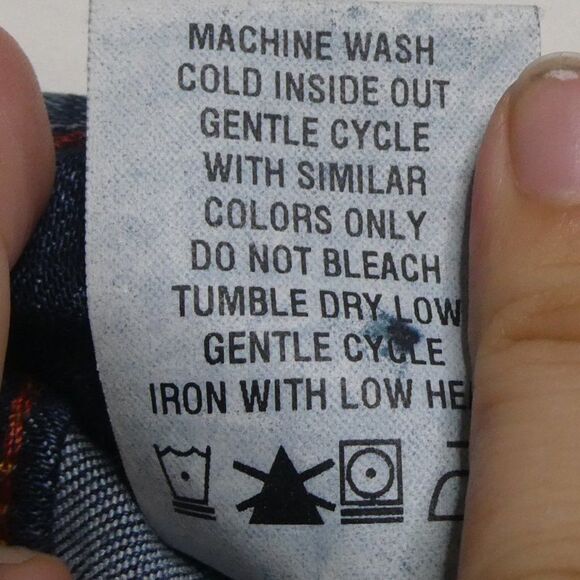 MACHINE WASH
COLD INSIDE OUT
GENTLE CYCLE
WITH SIMILAR
COLORS ONLY
DO NOT BLEACH
TUMBLE DRY LOW
GENTLE CYCLE
IRON WITH LOW